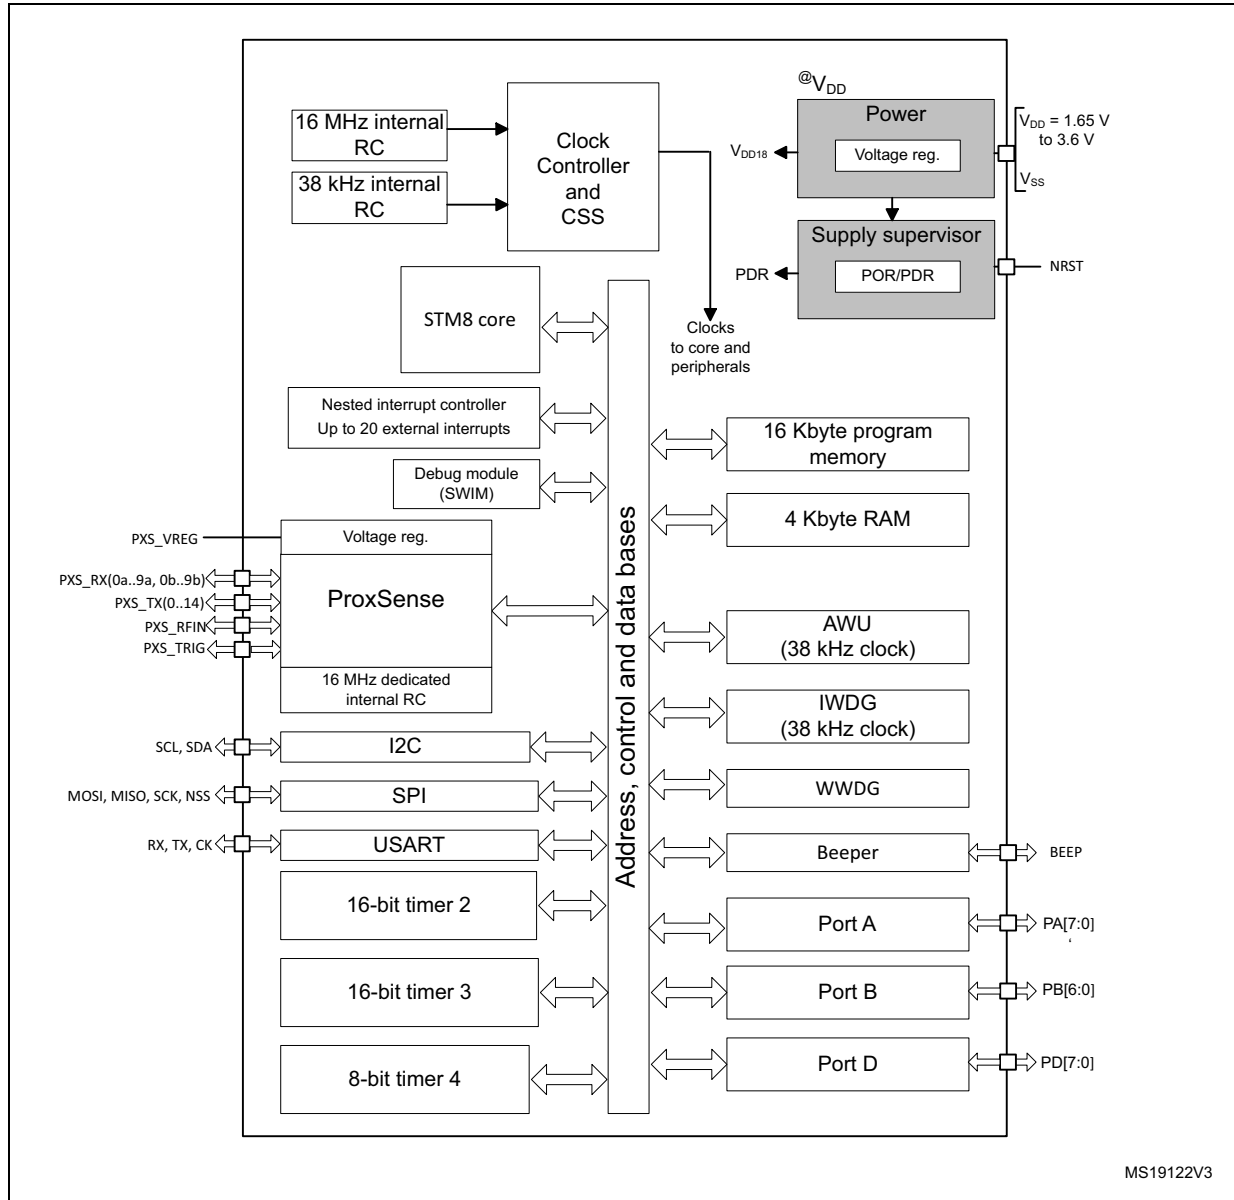 @VDD
16 MHz internal
RC
38 kHz internal
RC
Clock
Controller
and
CSS
Power
Voltage reg.
VDD18
VDD = 1.65 V
to 3.6 V
VSS
Supply supervisor
POR/PDR
PDR
NRST
Clocks
to core and
peripherals
STM8 core
Nested interrupt controller
Up to 20 external interrupts
Debug module
(SWIM)
PXS_VREG
Voltage reg.
PXS_RX(0a..9a, 0b..9b)
PXS_TX(0..14)
PXS_RFIN
PXS_TRIG
ProxSense
16 MHz dedicated
internal RC
SCL, SDA
I2C
MOSI, MISO, SCK, NSS
SPI
RX, TX, CK
USART
16-bit timer 2
16-bit timer 3
8-bit timer 4
Address, control and data bases
16 Kbyte program
memory
4 Kbyte RAM
AWU
(38 kHz clock)
IWDG
(38 kHz clock)
WWDG
Beeper
BEEP
Port A
PA[7:0]
Port B
PB[6:0]
Port D
PD[7:0]
MS19122V3